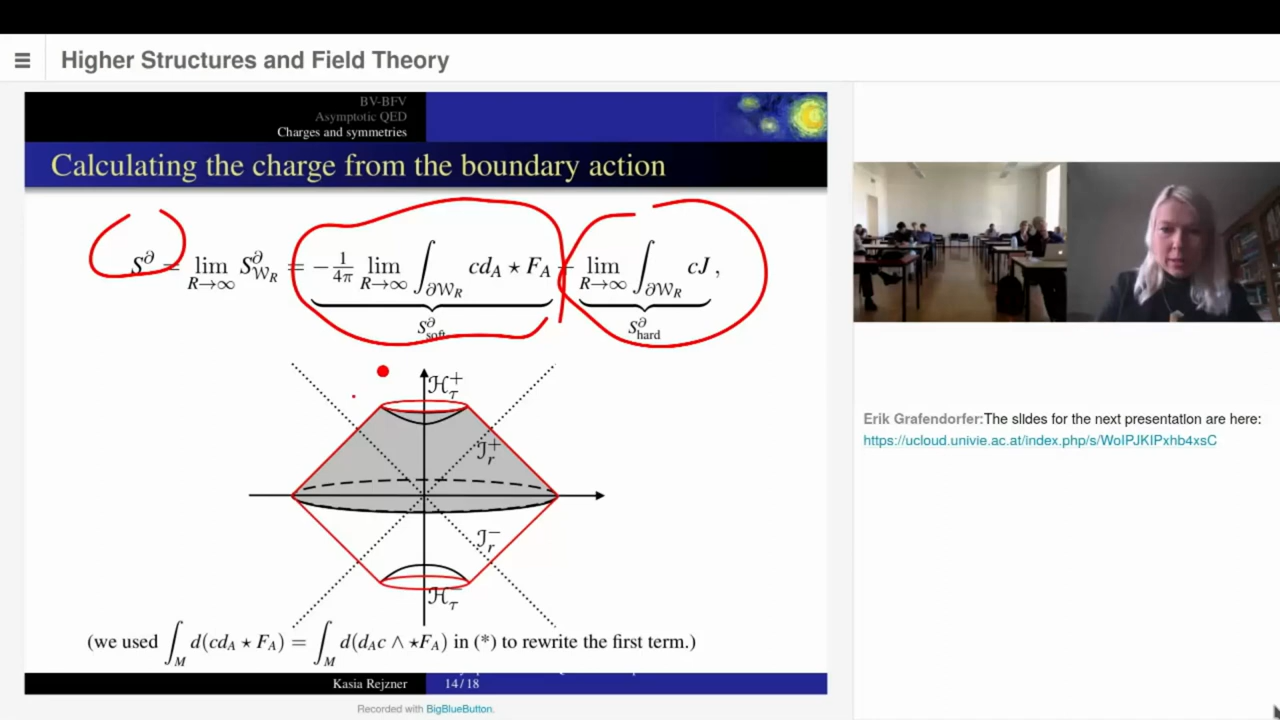 Higher Structures and Field Theory
BV-BFV
Asymptotic QED
Charges and symmetries
Calculating the charge from the boundary action
S^∂ = lim_{R→∞} S^∂_{𝒲_R} = −1/4π lim_{R→∞} ∫_{∂𝒲_R} cd_A ⋆ F_A + lim_{R→∞} ∫_{∂𝒲_R} cJ ,
S^∂_soft S^∂_hard
ℋ^+_τ
ℐ^+_r
ℐ^−_r
ℋ^−_τ
(we used ∫_M d(cd_A ⋆ F_A) = ∫_M d(d_A c ∧ ⋆F_A) in (*) to rewrite the first term.)
Kasia Rejzner 14 / 18
Erik Grafendorfer:The slides for the next presentation are here:
https://ucloud.univie.ac.at/index.php/s/WoIPJKIPxhb4xsC
Recorded with BigBlueButton.